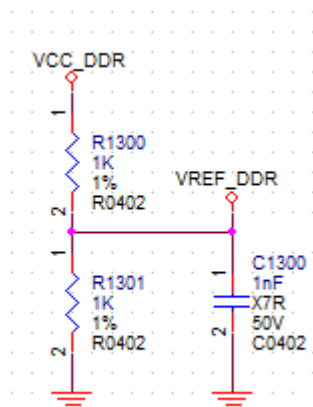 VCC_DDR
1
R1300
1K
1%
R0402
2
VREF_DDR
1
R1301
1K
1%
R0402
2
1
C1300
1nF
X7R
50V
C0402
2